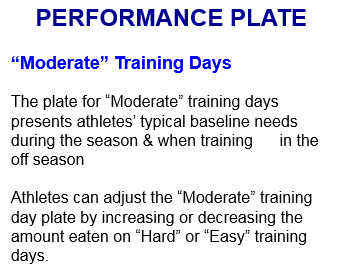 PERFORMANCE PLATE
“Moderate” Training Days
The plate for “Moderate” training days
presents athletes’ typical baseline needs
during the season & when training in the
off season
Athletes can adjust the “Moderate” training
day plate by increasing or decreasing the
amount eaten on “Hard” or “Easy” training
days.